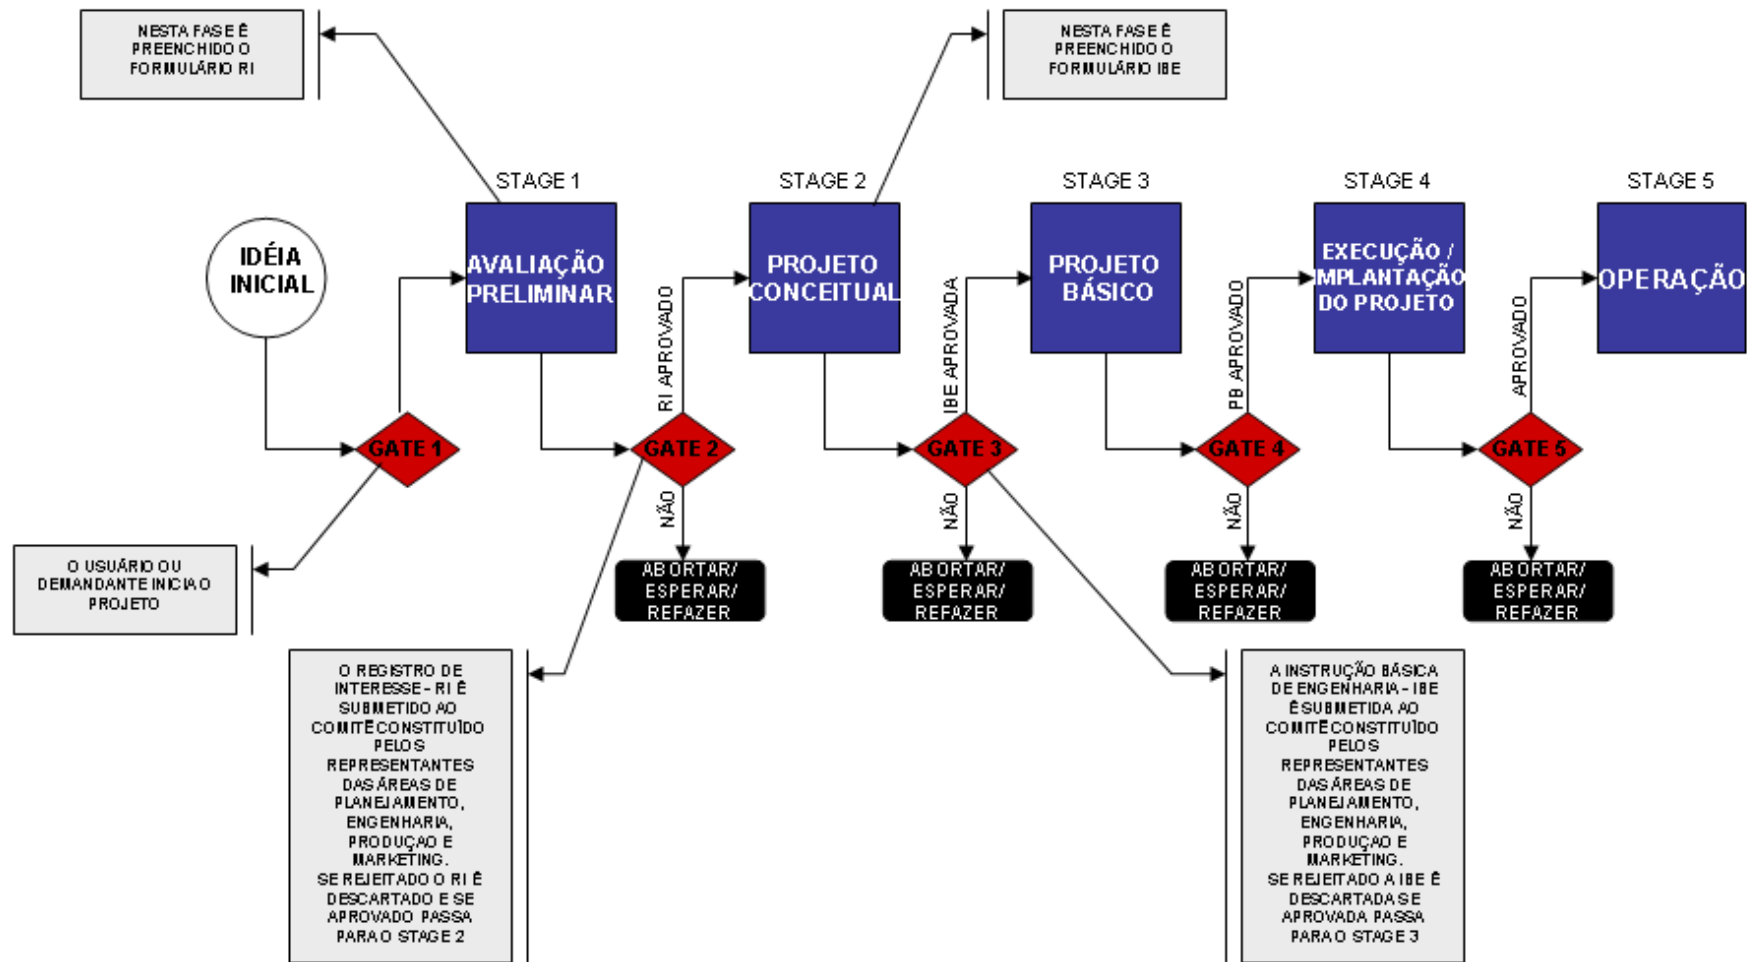 NESTA FASE É
PREENCHIDO O
FORMULÁRIO RI
NESTA FASE É
PREENCHIDO O
FORMULÁRIO IBE
STAGE 1
STAGE 2
STAGE 3
STAGE 4
STAGE 5
IDÉIA
INICIAL
AVALIAÇÃO
PRELIMINAR
PROJETO
CONCEITUAL
PROJETO
BÁSICO
EXECUÇÃO /
IMPLANTAÇÃO
DO PROJETO
OPERAÇÃO
RI APROVADO
IBE APROVADA
PB APROVADO
APROVADO
GATE 1
GATE 2
GATE 3
GATE 4
GATE 5
NÃO
NÃO
NÃO
NÃO
O USUÁRIO OU
DEMANDANTE INICIA O
PROJETO
ABORTAR/
ESPERAR/
REFAZER
ABORTAR/
ESPERAR/
REFAZER
ABORTAR/
ESPERAR/
REFAZER
ABORTAR/
ESPERAR/
REFAZER
O REGISTRO DE
INTERESSE - RI É
SUBMETIDO AO
COMITÊ CONSTITUÍDO
PELOS
REPRESENTANTES
DAS ÁREAS DE
PLANEJAMENTO,
ENGENHARIA,
PRODUÇAO E
MARKETING.
SE REJEITADO O RI É
DESCARTADO E SE
APROVADO PASSA
PARA O STAGE 2
A INSTRUÇÃO BÁSICA
DE ENGENHARIA - IBE
É SUBMETIDA AO
COMITÊ CONSTITUÍDO
PELOS
REPRESENTANTES
DAS ÁREAS DE
PLANEJAMENTO,
ENGENHARIA,
PRODUÇAO E
MARKETING.
SE REJEITADO A IBE É
DESCARTADA SE
APROVADA PASSA
PARA O STAGE 3